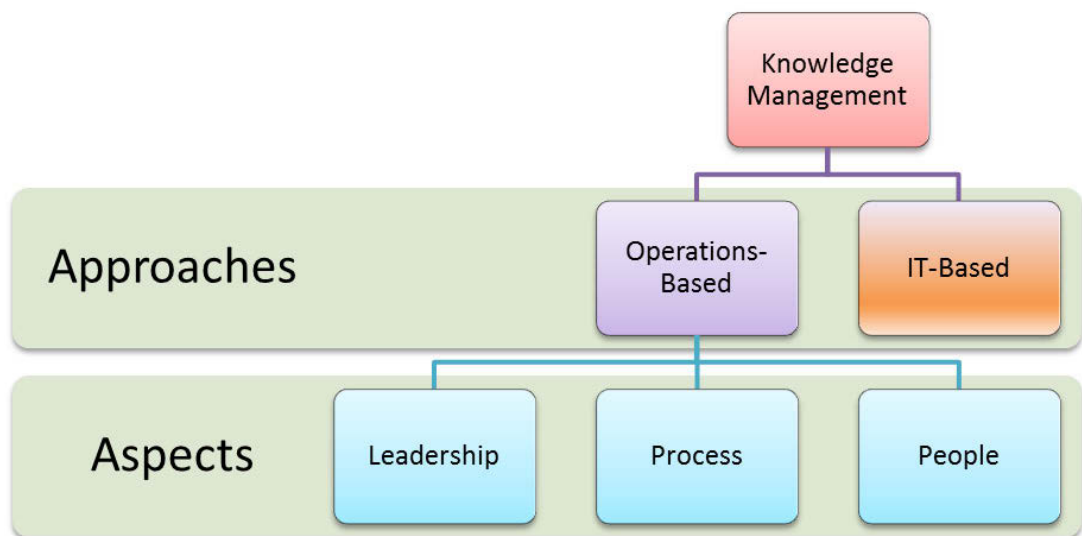 Knowledge
Management
Approaches
Operations-
Based
IT-Based
Aspects
Leadership
Process
People